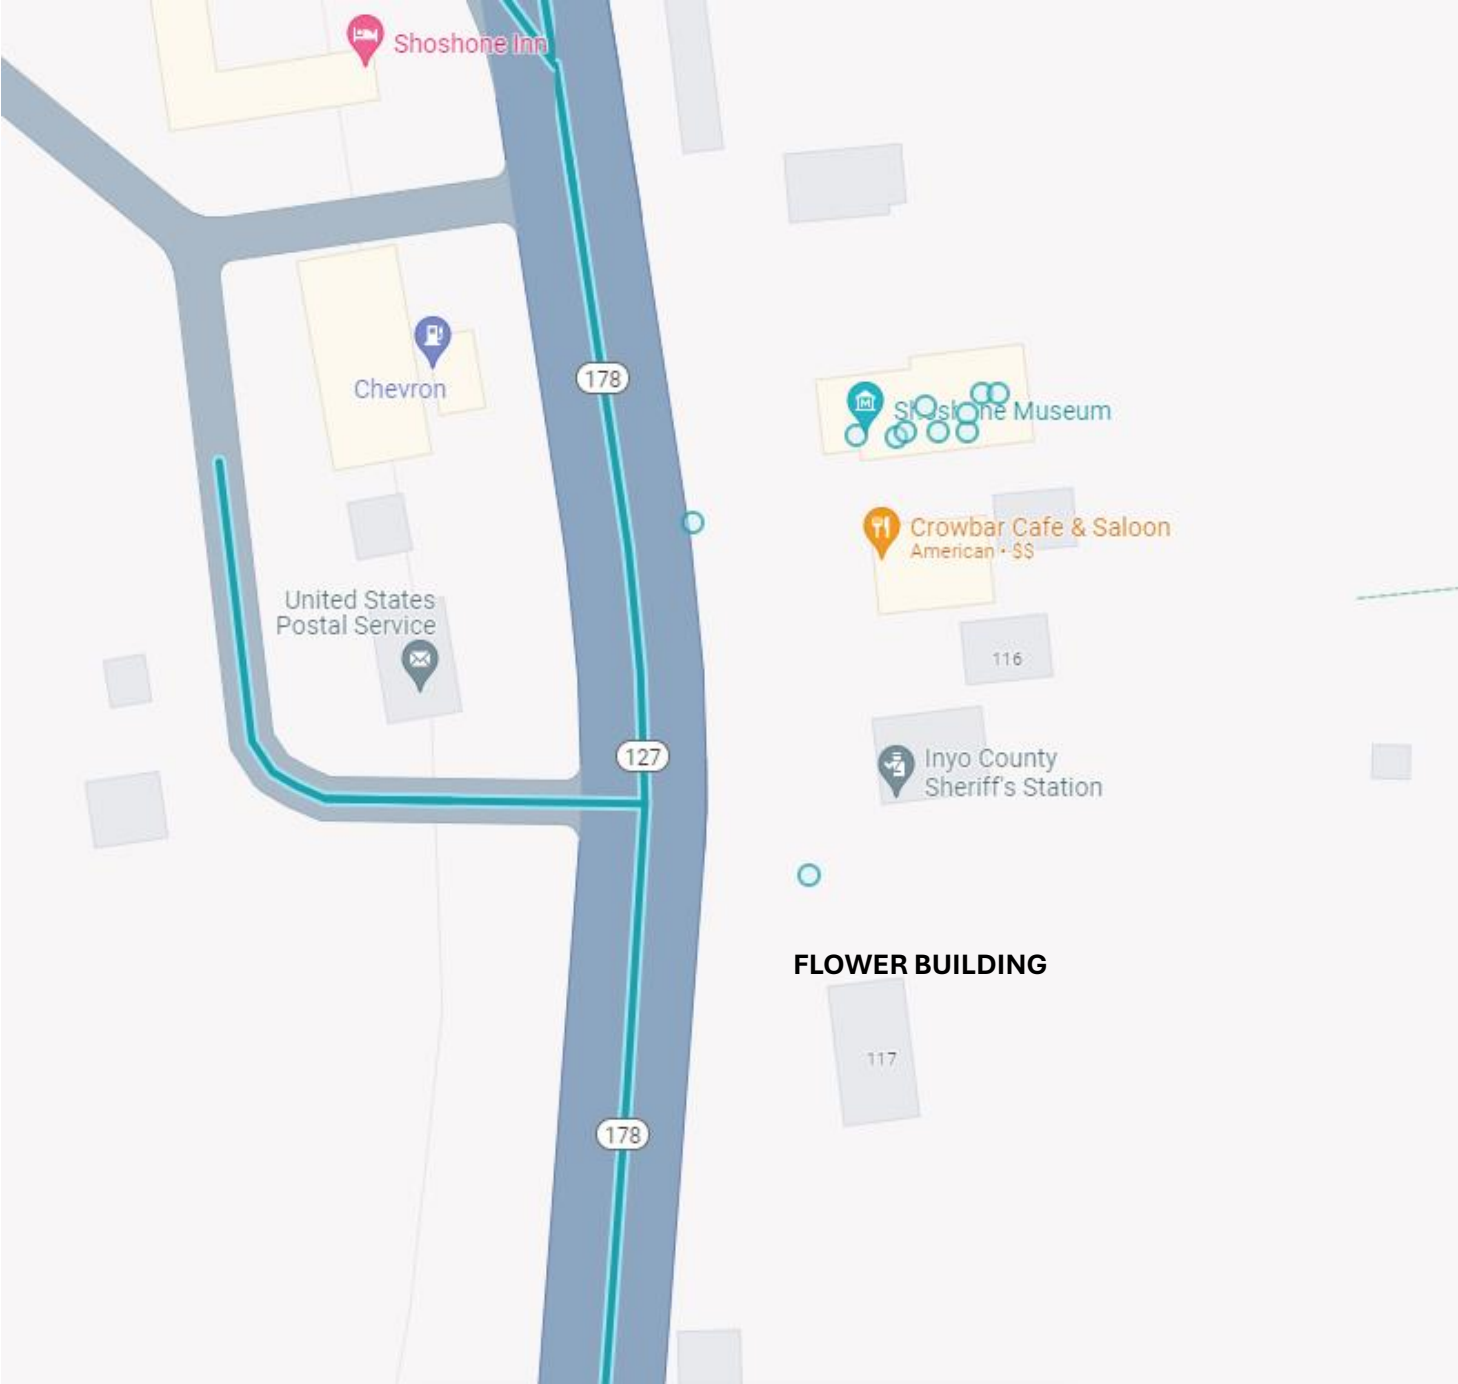 Shoshone Inn
178
Chevron
Shoshone Museum
Crowbar Cafe & Saloon
American · $$
United States
Postal Service
116
127
Inyo County
Sheriff's Station
FLOWER BUILDING
117
178